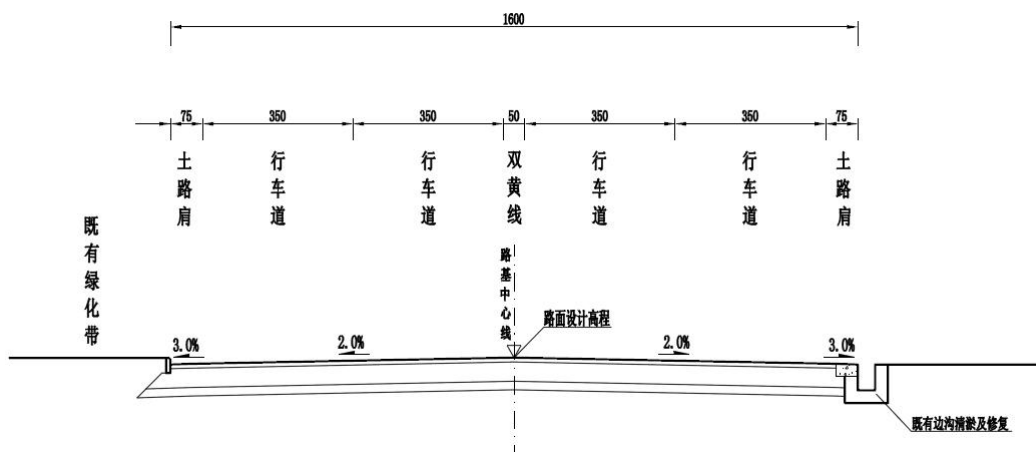 1600
75 350 350 50 350 350 75
土路肩
行车道
行车道
双黄线
行车道
行车道
土路肩
既有绿化带
路基中心线
路面设计高程
3.0% 2.0% 2.0% 3.0%
既有边沟清淤及修复